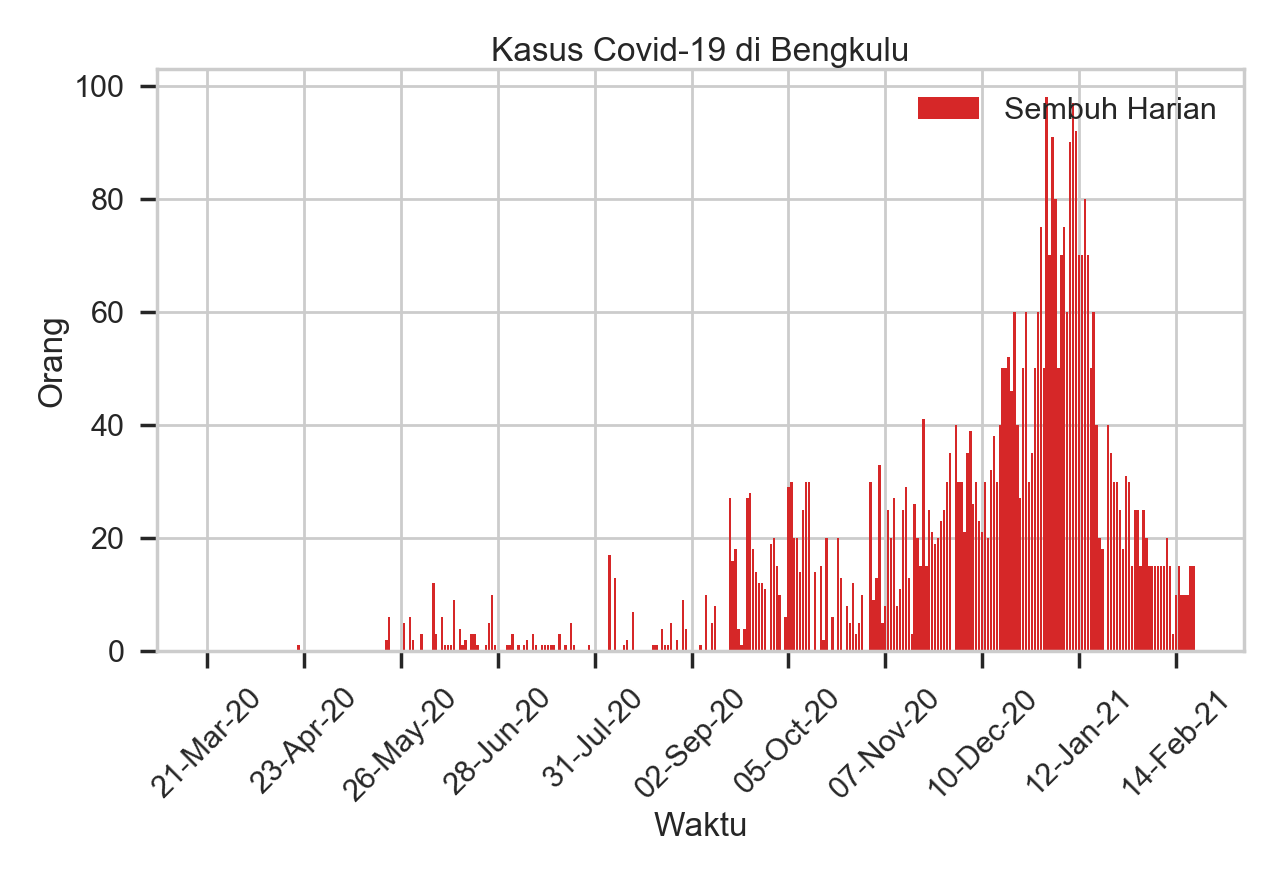 Kasus Covid-19 di Bengkulu
Sembuh Harian
100
80
60
40
20
0
Orang
21-Mar-20
23-Apr-20
26-May-20
28-Jun-20
31-Jul-20
02-Sep-20
05-Oct-20
07-Nov-20
10-Dec-20
12-Jan-21
14-Feb-21
Waktu